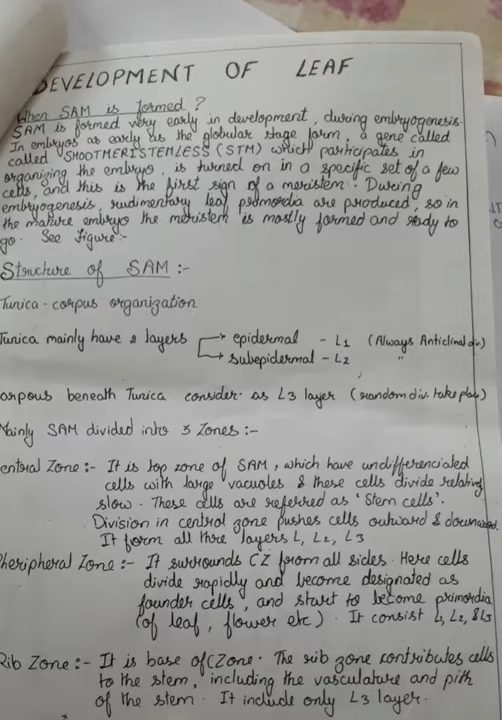 DEVELOPMENT OF LEAF
When SAM is formed?
SAM is formed very early in development, during embryogenesis.
In embryos as early as the globular stage form, a gene called
called SHOOTMERISTEMLESS (STM) which participates in
organizing the embryo, is turned on in a specific set of a few
cells, and this is the first sign of a meristem. During
embryogenesis, rudimentary leaf primordia are produced, so in
the mature embryo the meristem is mostly formed and ready to
go. See Figure:-
Structure of SAM :-
Tunica-corpus organization
Tunica mainly have 2 layers → epidermal - L1 (Always Anticlinal div)
→ subepidermal - L2 "
orpous beneath Tunica consider as L3 layer (random div. take place)
Mainly SAM divided into 3 Zones :-
entral Zone :- It is top zone of SAM, which have undifferenciated
cells with large vacuoles & these cells divide relating
slow. These cells are referred as 'Stem cells'.
Division in central zone pushes cells outward & downward.
It form all thre layers L, L2, L3
Pheripheral Zone :- It surrounds CZ from all sides. Here cells
divide rapidly and become designated as
founder cells, and start to become primordia
(of leaf, flower etc). It consist L1, L2, & L3
Rib Zone :- It is base of CZone. The rib zone contributes cells
to the stem, including the vasculature and pith
of the stem. It include only L3 layer.